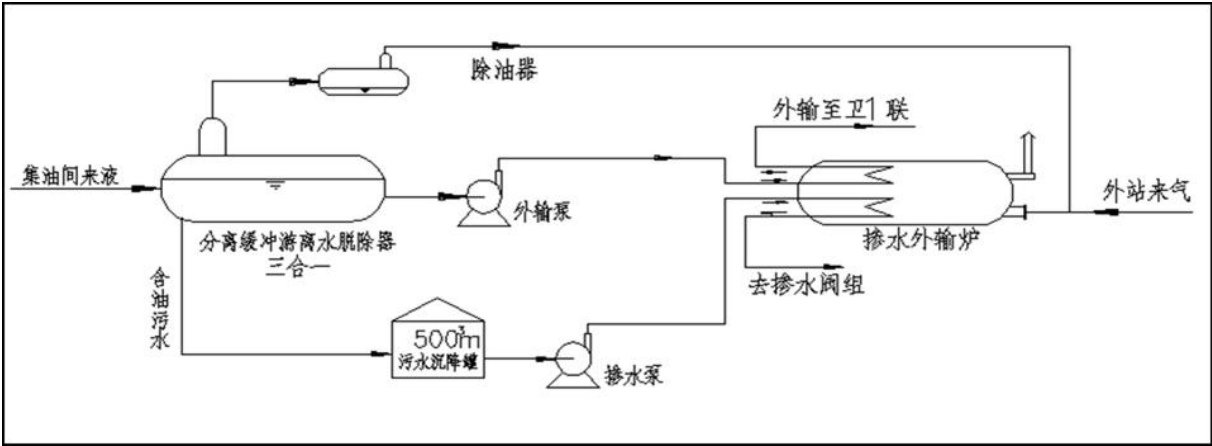 除油器
外输至卫1联
集油间来液
外输泵
外站来气
分离缓冲游离水脱除器
三合一
掺水外输炉
去掺水阀组
含油污水
500m³
污水沉降罐
掺水泵